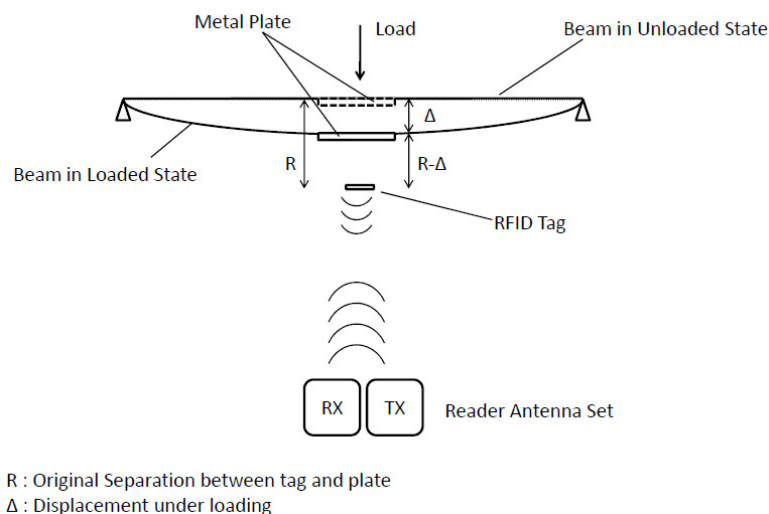 Metal Plate
Load
Beam in Unloaded State
Δ
R
R-Δ
Beam in Loaded State
RFID Tag
RX
TX
Reader Antenna Set
R : Original Separation between tag and plate
Δ : Displacement under loading